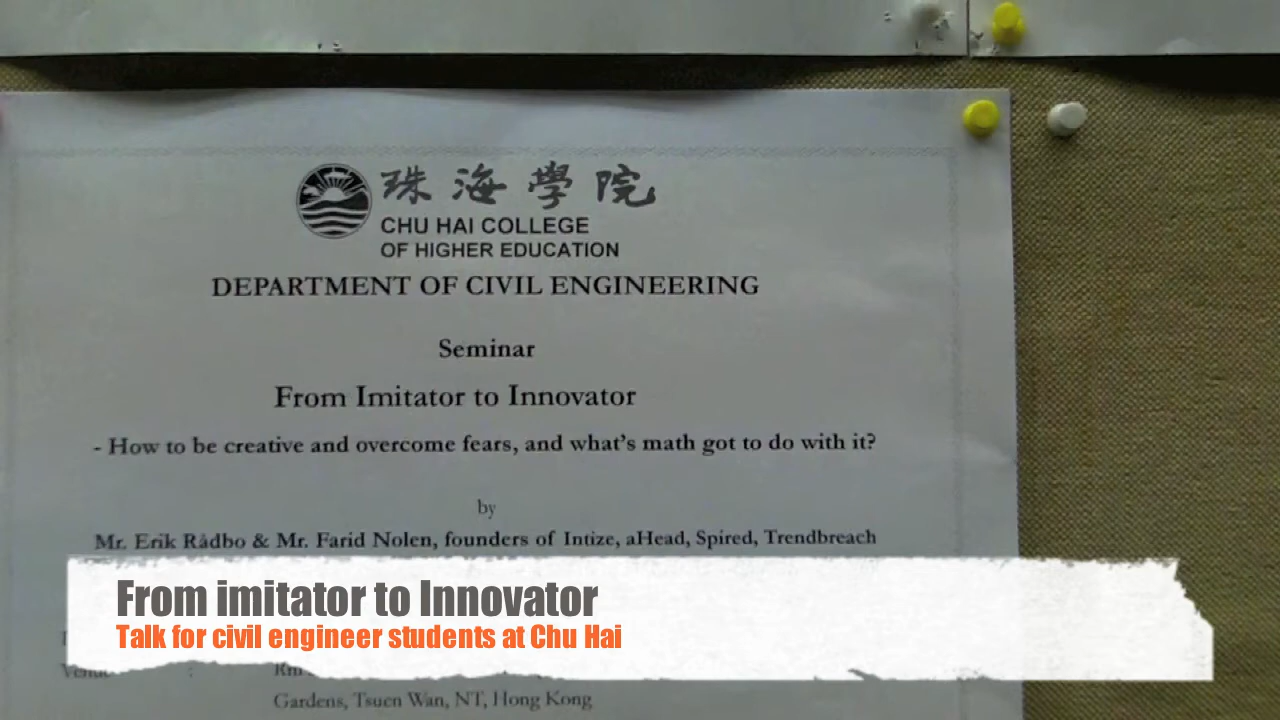 珠海學院
CHU HAI COLLEGE
OF HIGHER EDUCATION
DEPARTMENT OF CIVIL ENGINEERING
Seminar
From Imitator to Innovator
- How to be creative and overcome fears, and what's math got to do with it?
by
Mr. Erik Rådbo & Mr. Farid Nolen, founders of Intize, aHead, Spired, Trendbreach
From imitator to Innovator
Talk for civil engineer students at Chu Hai
Venue : Rm
Gardens, Tsuen Wan, NT, Hong Kong